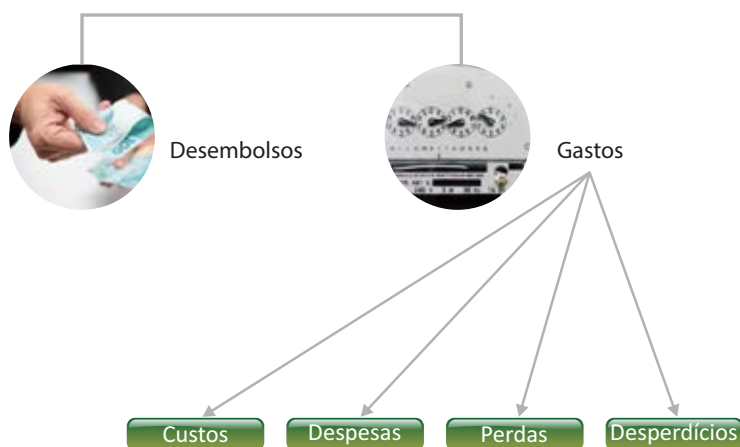 Desembolsos
Gastos
Custos
Despesas
Perdas
Desperdícios